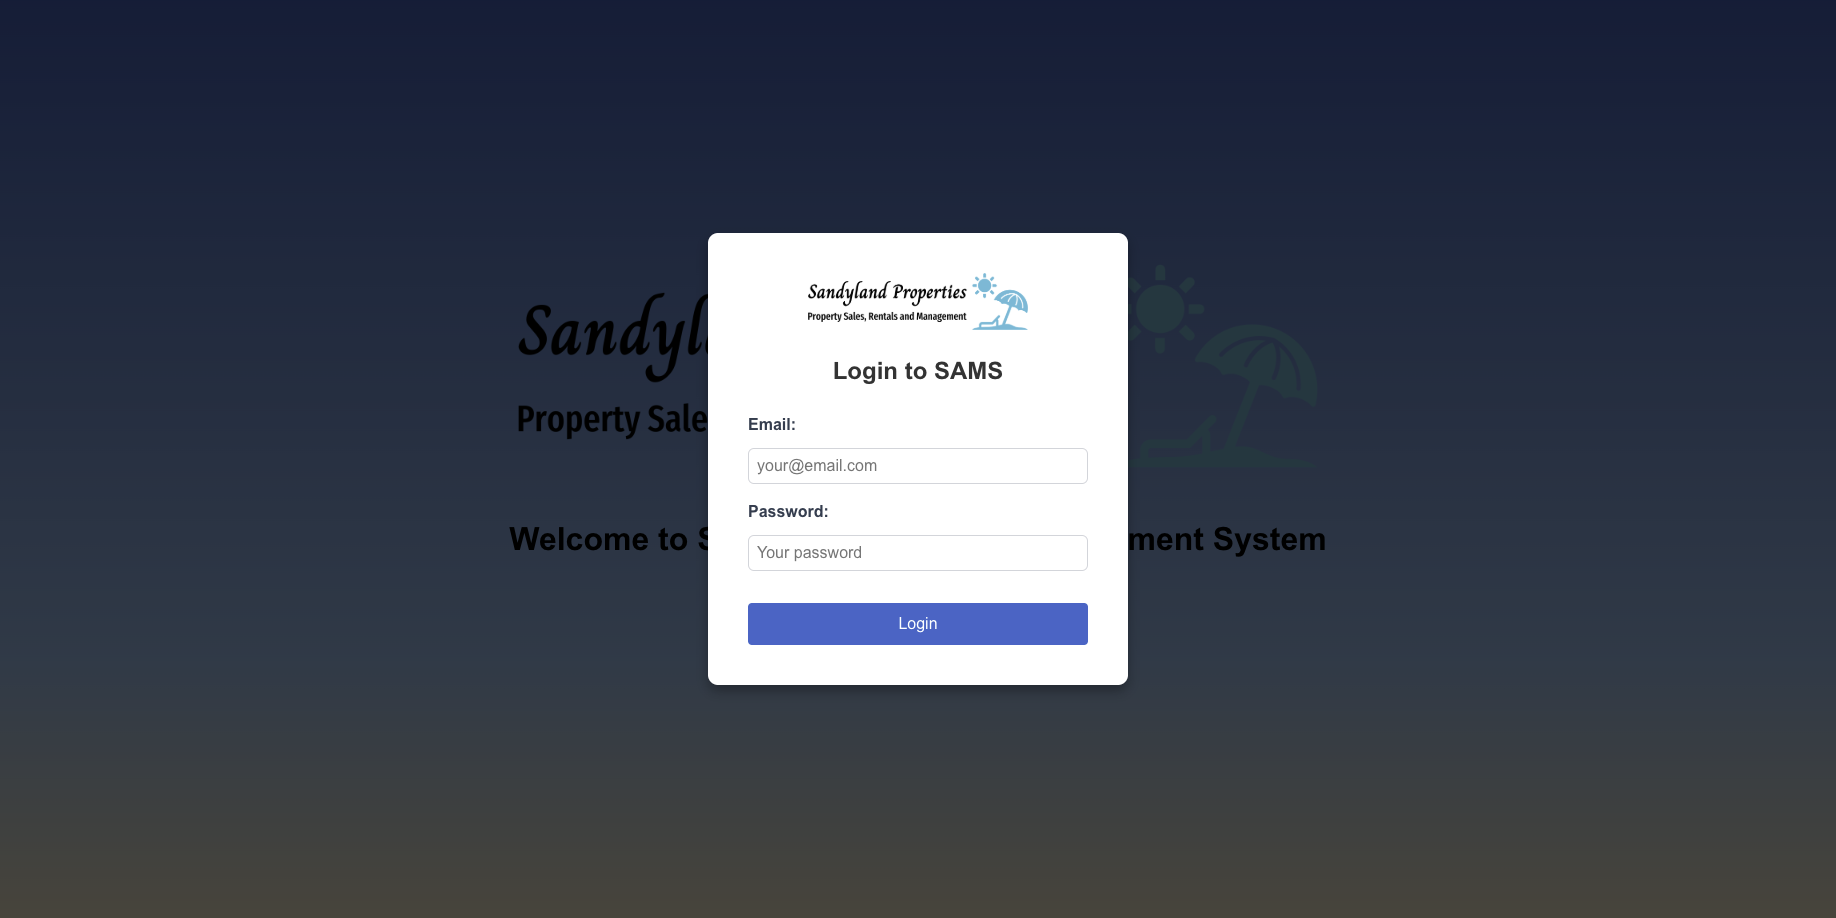 Sandyland Properties
Property Sales, Rentals and Management
Login to SAMS
Email:
your@email.com
Password:
Your password
Login
Property Sale
Welcome to S
ment System